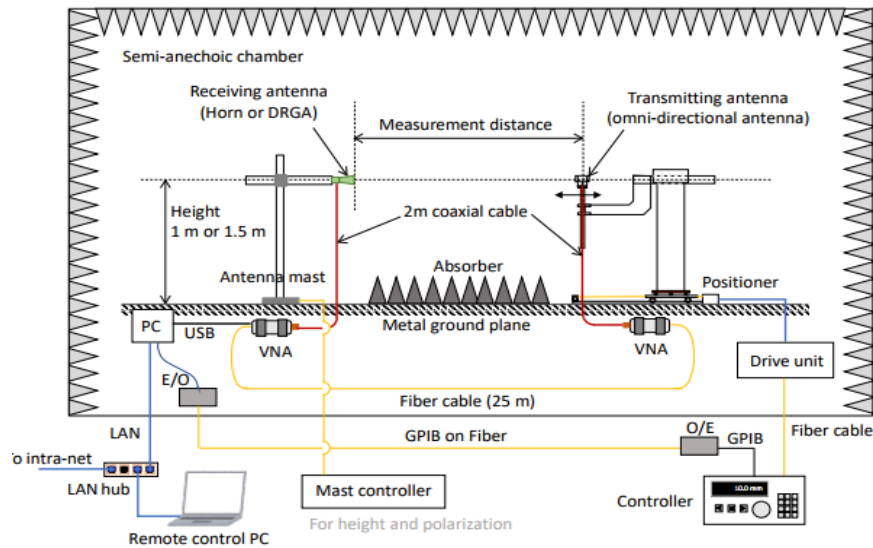 Semi-anechoic chamber
Receiving antenna
(Horn or DRGA)
Transmitting antenna
(omni-directional antenna)
Measurement distance
Height
1 m or 1.5 m
2m coaxial cable
Absorber
Antenna mast
Positioner
PC
USB
VNA
Metal ground plane
VNA
Drive unit
E/O
Fiber cable (25 m)
LAN
GPIB on Fiber
O/E
GPIB
Fiber cable
o intra-net
LAN hub
Mast controller
Controller
10.0 mm
For height and polarization
Remote control PC